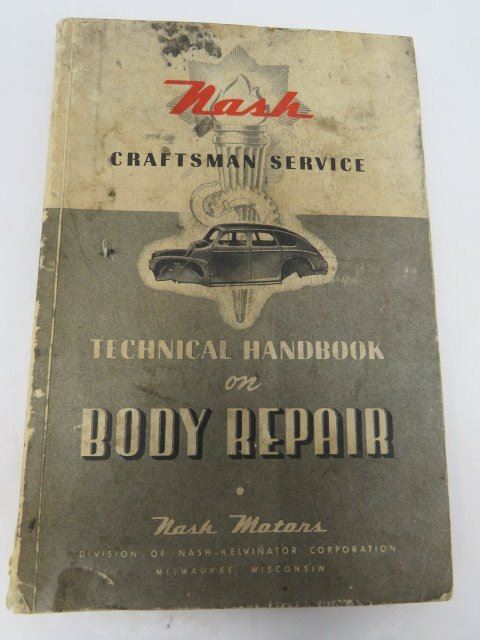 Nash
CRAFTSMAN SERVICE
TECHNICAL HANDBOOK
on
BODY REPAIR
Nash Motors
DIVISION OF NASH-KELVINATOR CORPORATION
MILWAUKEE, WISCONSIN